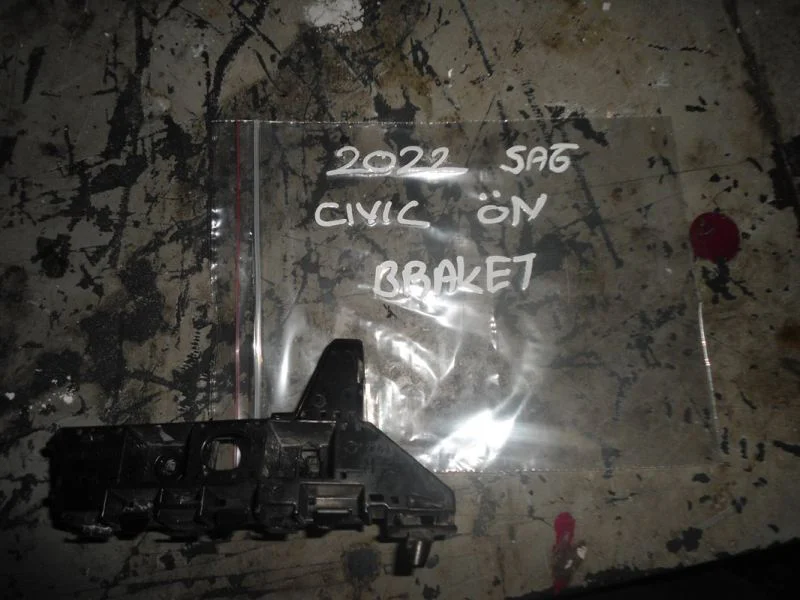 2022 SAĞ
CIVIC ÖN
BRAKET